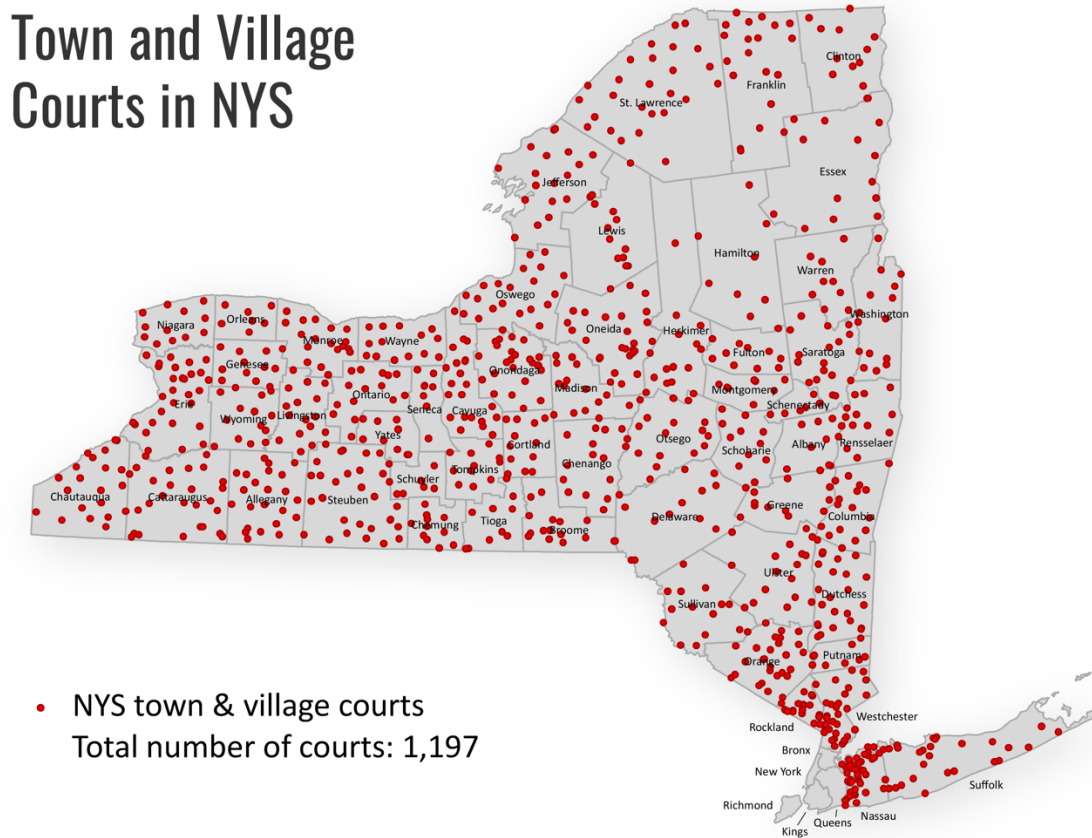 Town and Village
Courts in NYS
Clinton
Franklin
St. Lawrence
Essex
Jefferson
Lewis
Hamilton
Warren
Oswego
Washington
Niagara
Orleans
Oneida
Herkimer
Monroe
Wayne
Fulton
Saratoga
Genesee
Onondaga
Madison
Montgomery
Ontario
Erie
Seneca
Cayuga
Schenectady
Wyoming
Livingston
Yates
Otsego
Albany
Rensselaer
Cortland
Schoharie
Chenango
Tompkins
Schuyler
Chautauqua
Cattaraugus
Allegany
Steuben
Greene
Columbia
Delaware
Chemung
Tioga
Broome
Ulster
Dutchess
Sullivan
Putnam
Orange
• NYS town & village courts
Total number of courts: 1,197
Westchester
Rockland
Bronx
New York
Suffolk
Richmond
Nassau
Queens
Kings